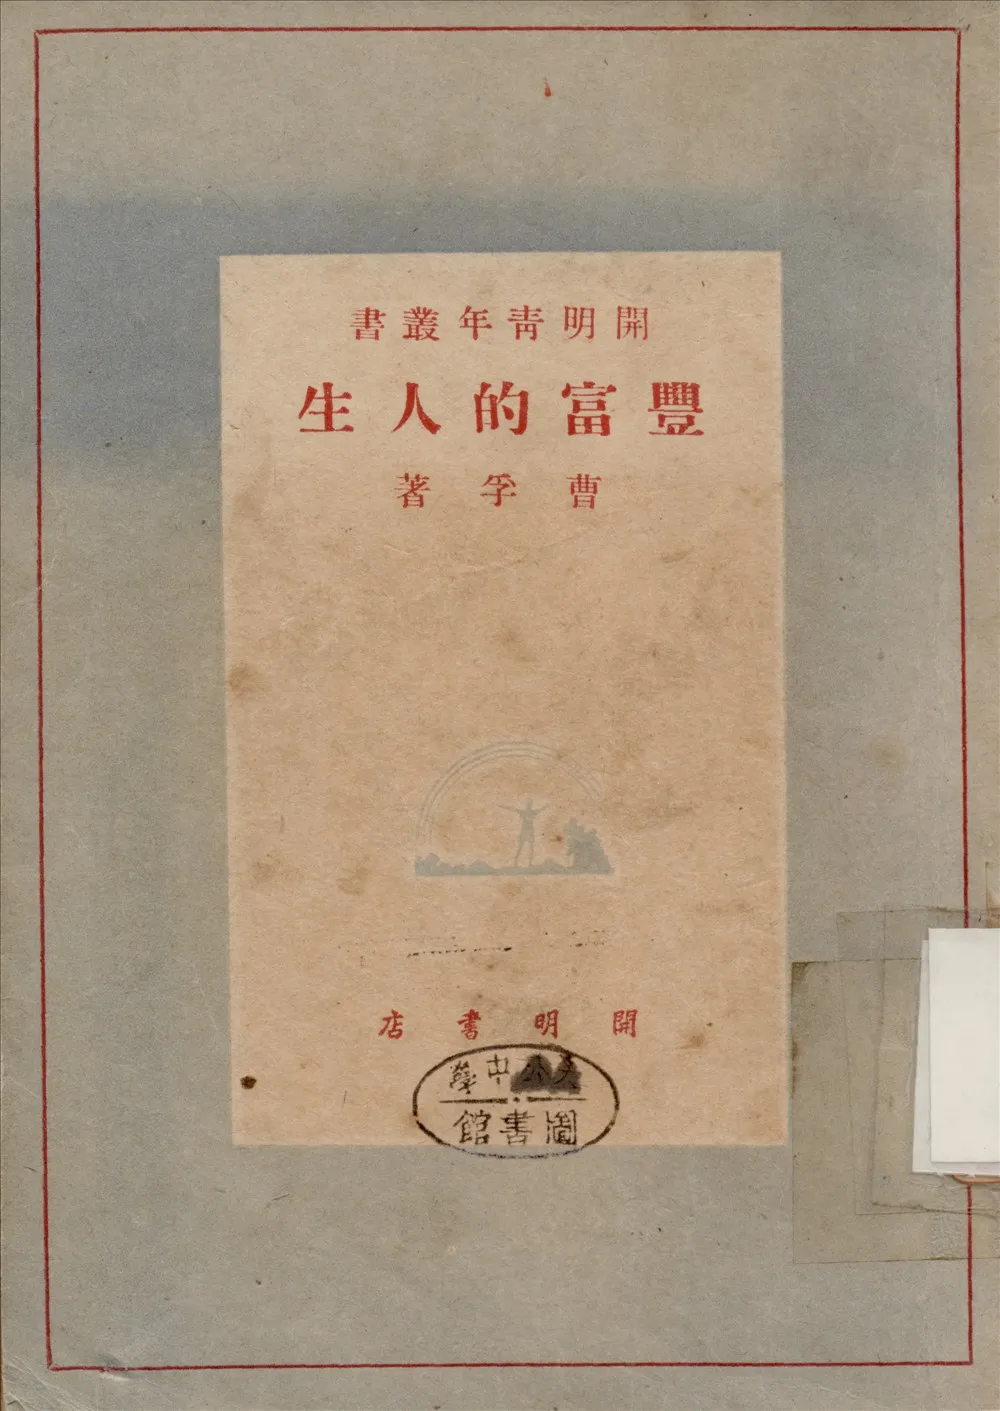 開明青年叢書
豐富的人生
曹孚著
開明書店
中學
圖書館